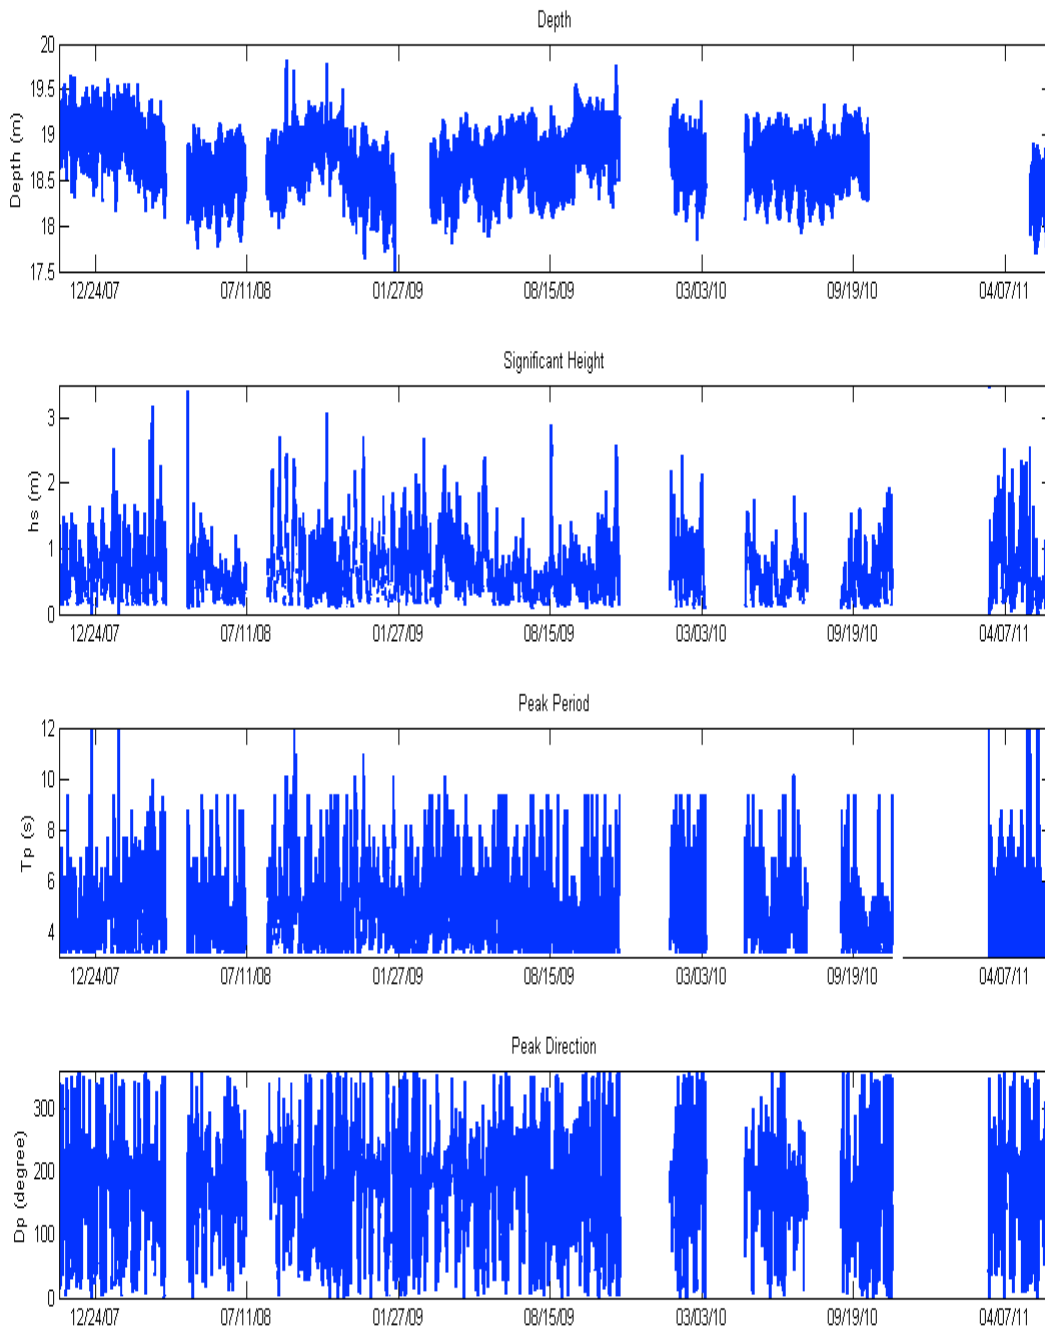 Depth
20
19.5
19
18.5
18
17.5
Depth (m)
12/24/07 07/11/08 01/27/09 08/15/09 03/03/10 09/19/10 04/07/11
Significant Height
3
2
1
0
hs (m)
12/24/07 07/11/08 01/27/09 08/15/09 03/03/10 09/19/10 04/07/11
Peak Period
12
10
8
6
4
Tp (s)
12/24/07 07/11/08 01/27/09 08/15/09 03/03/10 09/19/10 04/07/11
Peak Direction
300
200
100
0
Dp (degree)
12/24/07 07/11/08 01/27/09 08/15/09 03/03/10 09/19/10 04/07/11